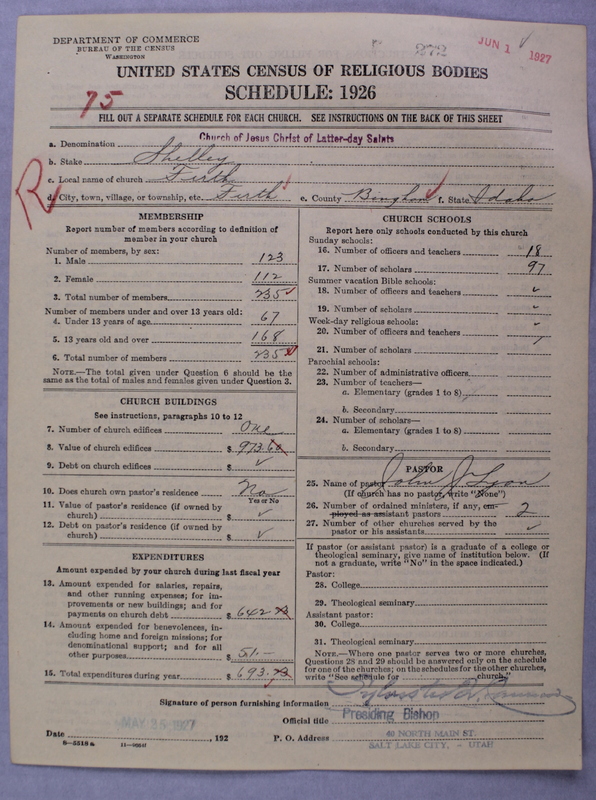 DEPARTMENT OF COMMERCE
BUREAU OF THE CENSUS
WASHINGTON
272
JUN 1 1927
UNITED STATES CENSUS OF RELIGIOUS BODIES
SCHEDULE: 1926
75
FILL OUT A SEPARATE SCHEDULE FOR EACH CHURCH. SEE INSTRUCTIONS ON THE BACK OF THIS SHEET
a. Denomination Church of Jesus Christ of Latter-day Saints
b. Stake Shelley
c. Local name of church Firth
R
d. City, town, village, or township, etc. Firth e. County Bingham f. State Idaho
MEMBERSHIP
Report number of members according to definition of
member in your church
Number of members, by sex:
1. Male 123
2. Female 112
3. Total number of members 235
Number of members under and over 13 years old:
4. Under 13 years of age 67
5. 13 years old and over 168
6. Total number of members 235
NOTE.—The total given under Question 6 should be
same as the total of males and females given under Question 3.
CHURCH BUILDINGS
See instructions, paragraphs 10 to 12
7. Number of church edifices One
8. Value of church edifices $ 973.60
9. Debt on church edifices $ ✓
10. Does church own pastor's residence No
Yes or No
11. Value of pastor's residence (if owned by
church) $ ✓
12. Debt on pastor's residence (if owned by
church) $ ✓
EXPENDITURES
Amount expended by your church during last fiscal year
13. Amount expended for salaries, repairs,
and other running expenses; for im-
provements or new buildings; and for
payments on church debt $ 642
14. Amount expended for benevolences, in-
cluding home and foreign missions; for
denominational support; and for all
other purposes $ 51.—
15. Total expenditures during year $ 693.
CHURCH SCHOOLS
Report here only schools conducted by this church
Sunday schools:
16. Number of officers and teachers 18
17. Number of scholars 97
Summer vacation Bible schools:
18. Number of officers and teachers ✓
19. Number of scholars ✓
Week-day religious schools:
20. Number of officers and teachers
21. Number of scholars
Parochial schools:
22. Number of administrative officers
23. Number of teachers—
a. Elementary (grades 1 to 8)
b. Secondary
24. Number of scholars—
a. Elementary (grades 1 to 8)
b. Secondary
PASTOR
25. Name of pastor John J Lyon
(If church has no pastor, write "None")
26. Number of ordained ministers, if any, em-
ployed as assistant pastors 2
27. Number of other churches served by the
pastor or his assistants ✓
If pastor (or assistant pastor) is a graduate of a college or
theological seminary, give name of institution below. (If
not a graduate, write "No" in the space indicated.)
Pastor:
28. College
29. Theological seminary
Assistant pastor:
30. College
31. Theological seminary
NOTE.—Where one pastor serves two or more churches,
Questions 28 and 29 should be answered only on the schedule
for one of the churches; on the schedules for the other churches,
write "See schedule for church."
Signature of person furnishing information Sylvester Q. Cannon
Official title Presiding Bishop
MAY 25 1927
Date , 192 P. O. Address 40 NORTH MAIN ST.
SALT LAKE CITY, - UTAH